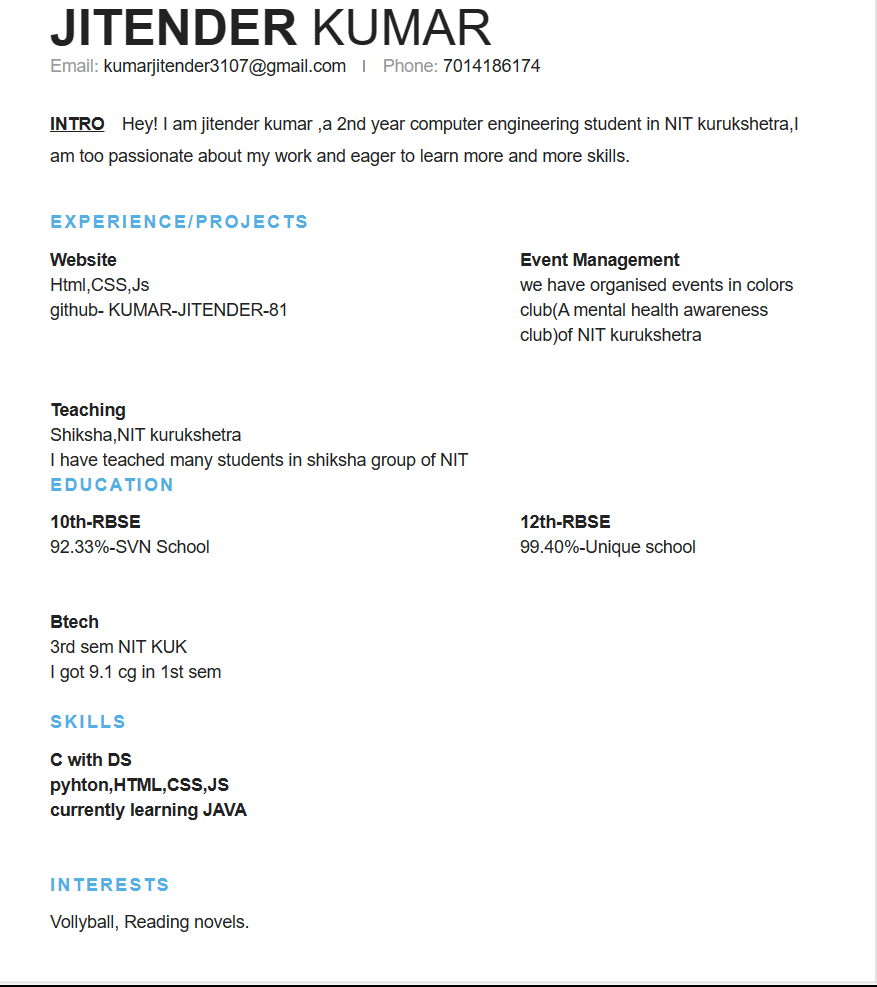 JITENDER KUMAR
Email: kumarjitender3107@gmail.com | Phone: 7014186174
INTRO Hey! I am jitender kumar ,a 2nd year computer engineering student in NIT kurukshetra,I
am too passionate about my work and eager to learn more and more skills.
EXPERIENCE/PROJECTS
Website
Html,CSS,Js
github- KUMAR-JITENDER-81
Event Management
we have organised events in colors
club(A mental health awareness
club)of NIT kurukshetra
Teaching
Shiksha,NIT kurukshetra
I have teached many students in shiksha group of NIT
EDUCATION
10th-RBSE
92.33%-SVN School
12th-RBSE
99.40%-Unique school
Btech
3rd sem NIT KUK
I got 9.1 cg in 1st sem
SKILLS
C with DS
pyhton,HTML,CSS,JS
currently learning JAVA
INTERESTS
Vollyball, Reading novels.